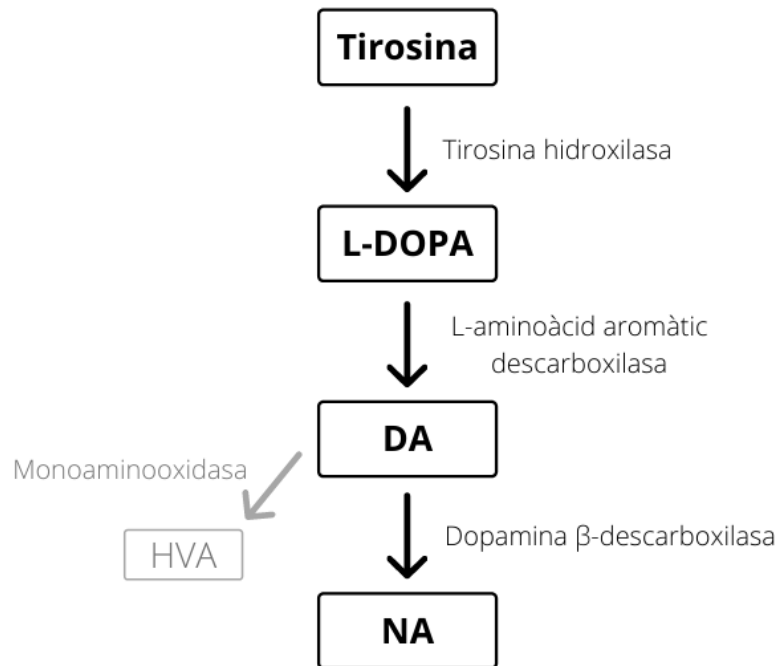 Tirosina
Tirosina hidroxilasa
L-DOPA
L-aminoàcid aromàtic
descarboxilasa
DA
Monoaminooxidasa
HVA
Dopamina β-descarboxilasa
NA